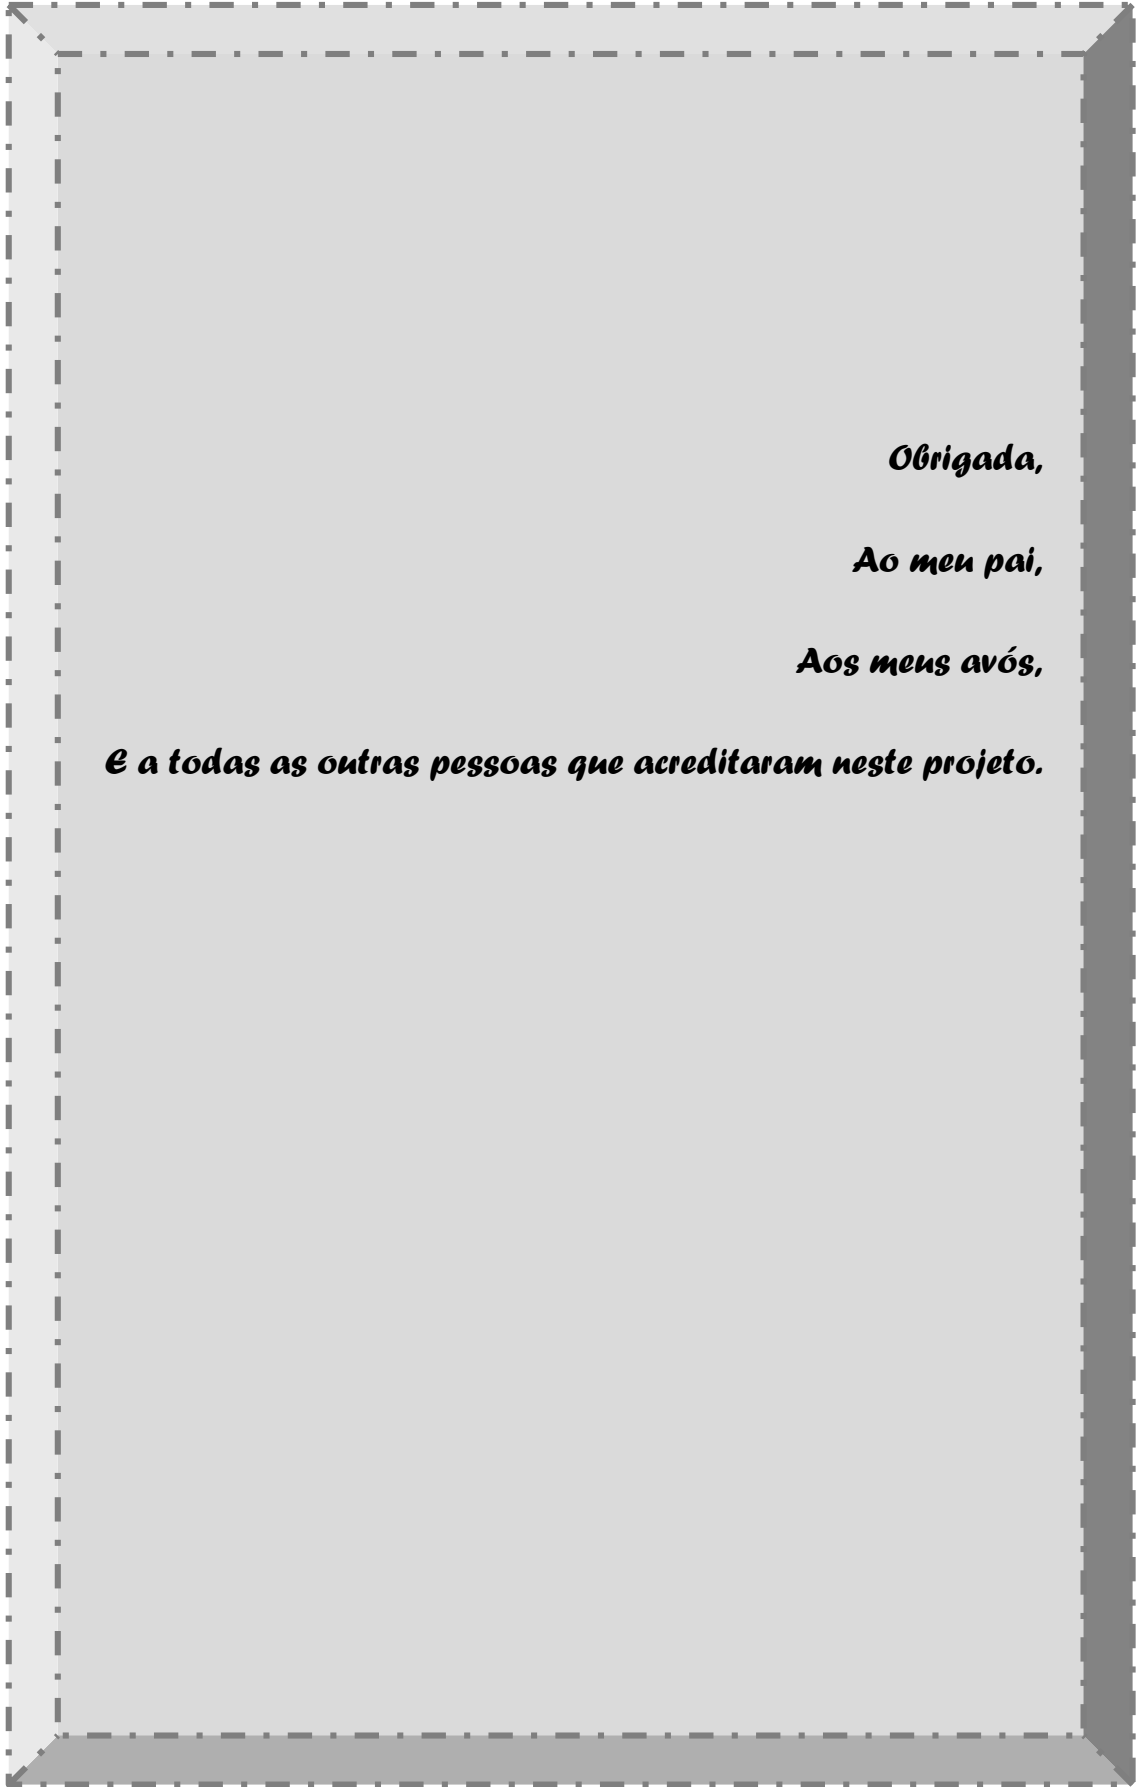 Obrigada,
Ao meu pai,
Aos meus avós,
E a todas as outras pessoas que acreditaram neste projeto.